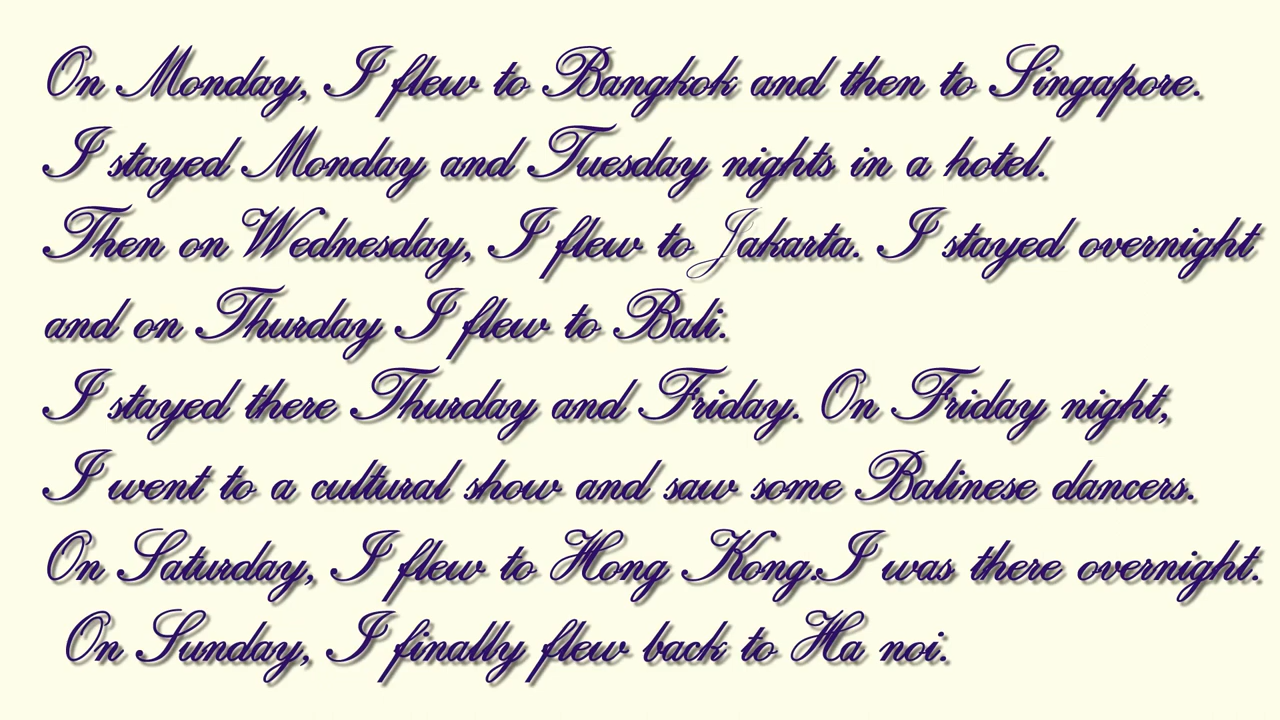 On Monday, I flew to Bangkok and then to Singapore.
I stayed Monday and Tuesday nights in a hotel.
Then on Wednesday, I flew to Jakarta. I stayed overnight
and on Thurday I flew to Bali.
I stayed there Thurday and Friday. On Friday night,
I went to a cultural show and saw some Balinese dancers.
On Saturday, I flew to Hong Kong.I was there overnight.
On Sunday, I finally flew back to Ha noi.